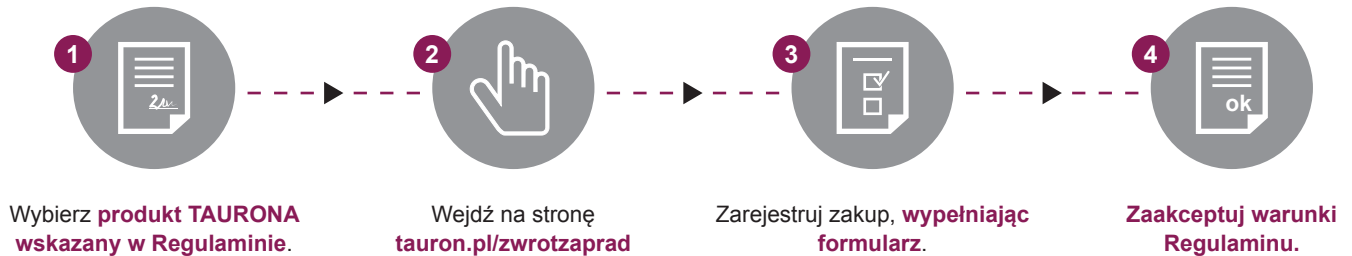 1
2
3
4
ok
Wybierz produkt TAURONA
wskazany w Regulaminie.
Wejdź na stronę
tauron.pl/zwrotzaprad
Zarejestruj zakup, wypełniając
formularz.
Zaakceptuj warunki
Regulaminu.